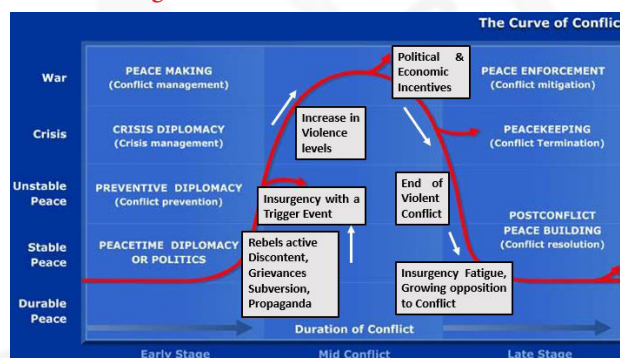 The Curve of Conflic
War
PEACE MAKING
(Conflict management)
Political &
Economic
Incentives
PEACE ENFORCEMENT
(Conflict mitigation)
Crisis
CRISIS DIPLOMACY
(Crisis management)
Increase in
Violence
levels
PEACEKEEPING
(Conflict Termination)
Unstable
Peace
PREVENTIVE DIPLOMACY
(Conflict prevention)
Insurgency with a
Trigger Event
End of
Violent
Conflict
POSTCONFLICT
PEACE BUILDING
(Conflict resolution)
Stable
Peace
PEACETIME DIPLOMACY
OR POLITICS
Rebels active
Discontent,
Grievances
Subversion,
Propaganda
Insurgency Fatigue,
Growing opposition
to Conflict
Durable
Peace
Duration of Conflict
Early Stage
Mid Conflict
Late Stage